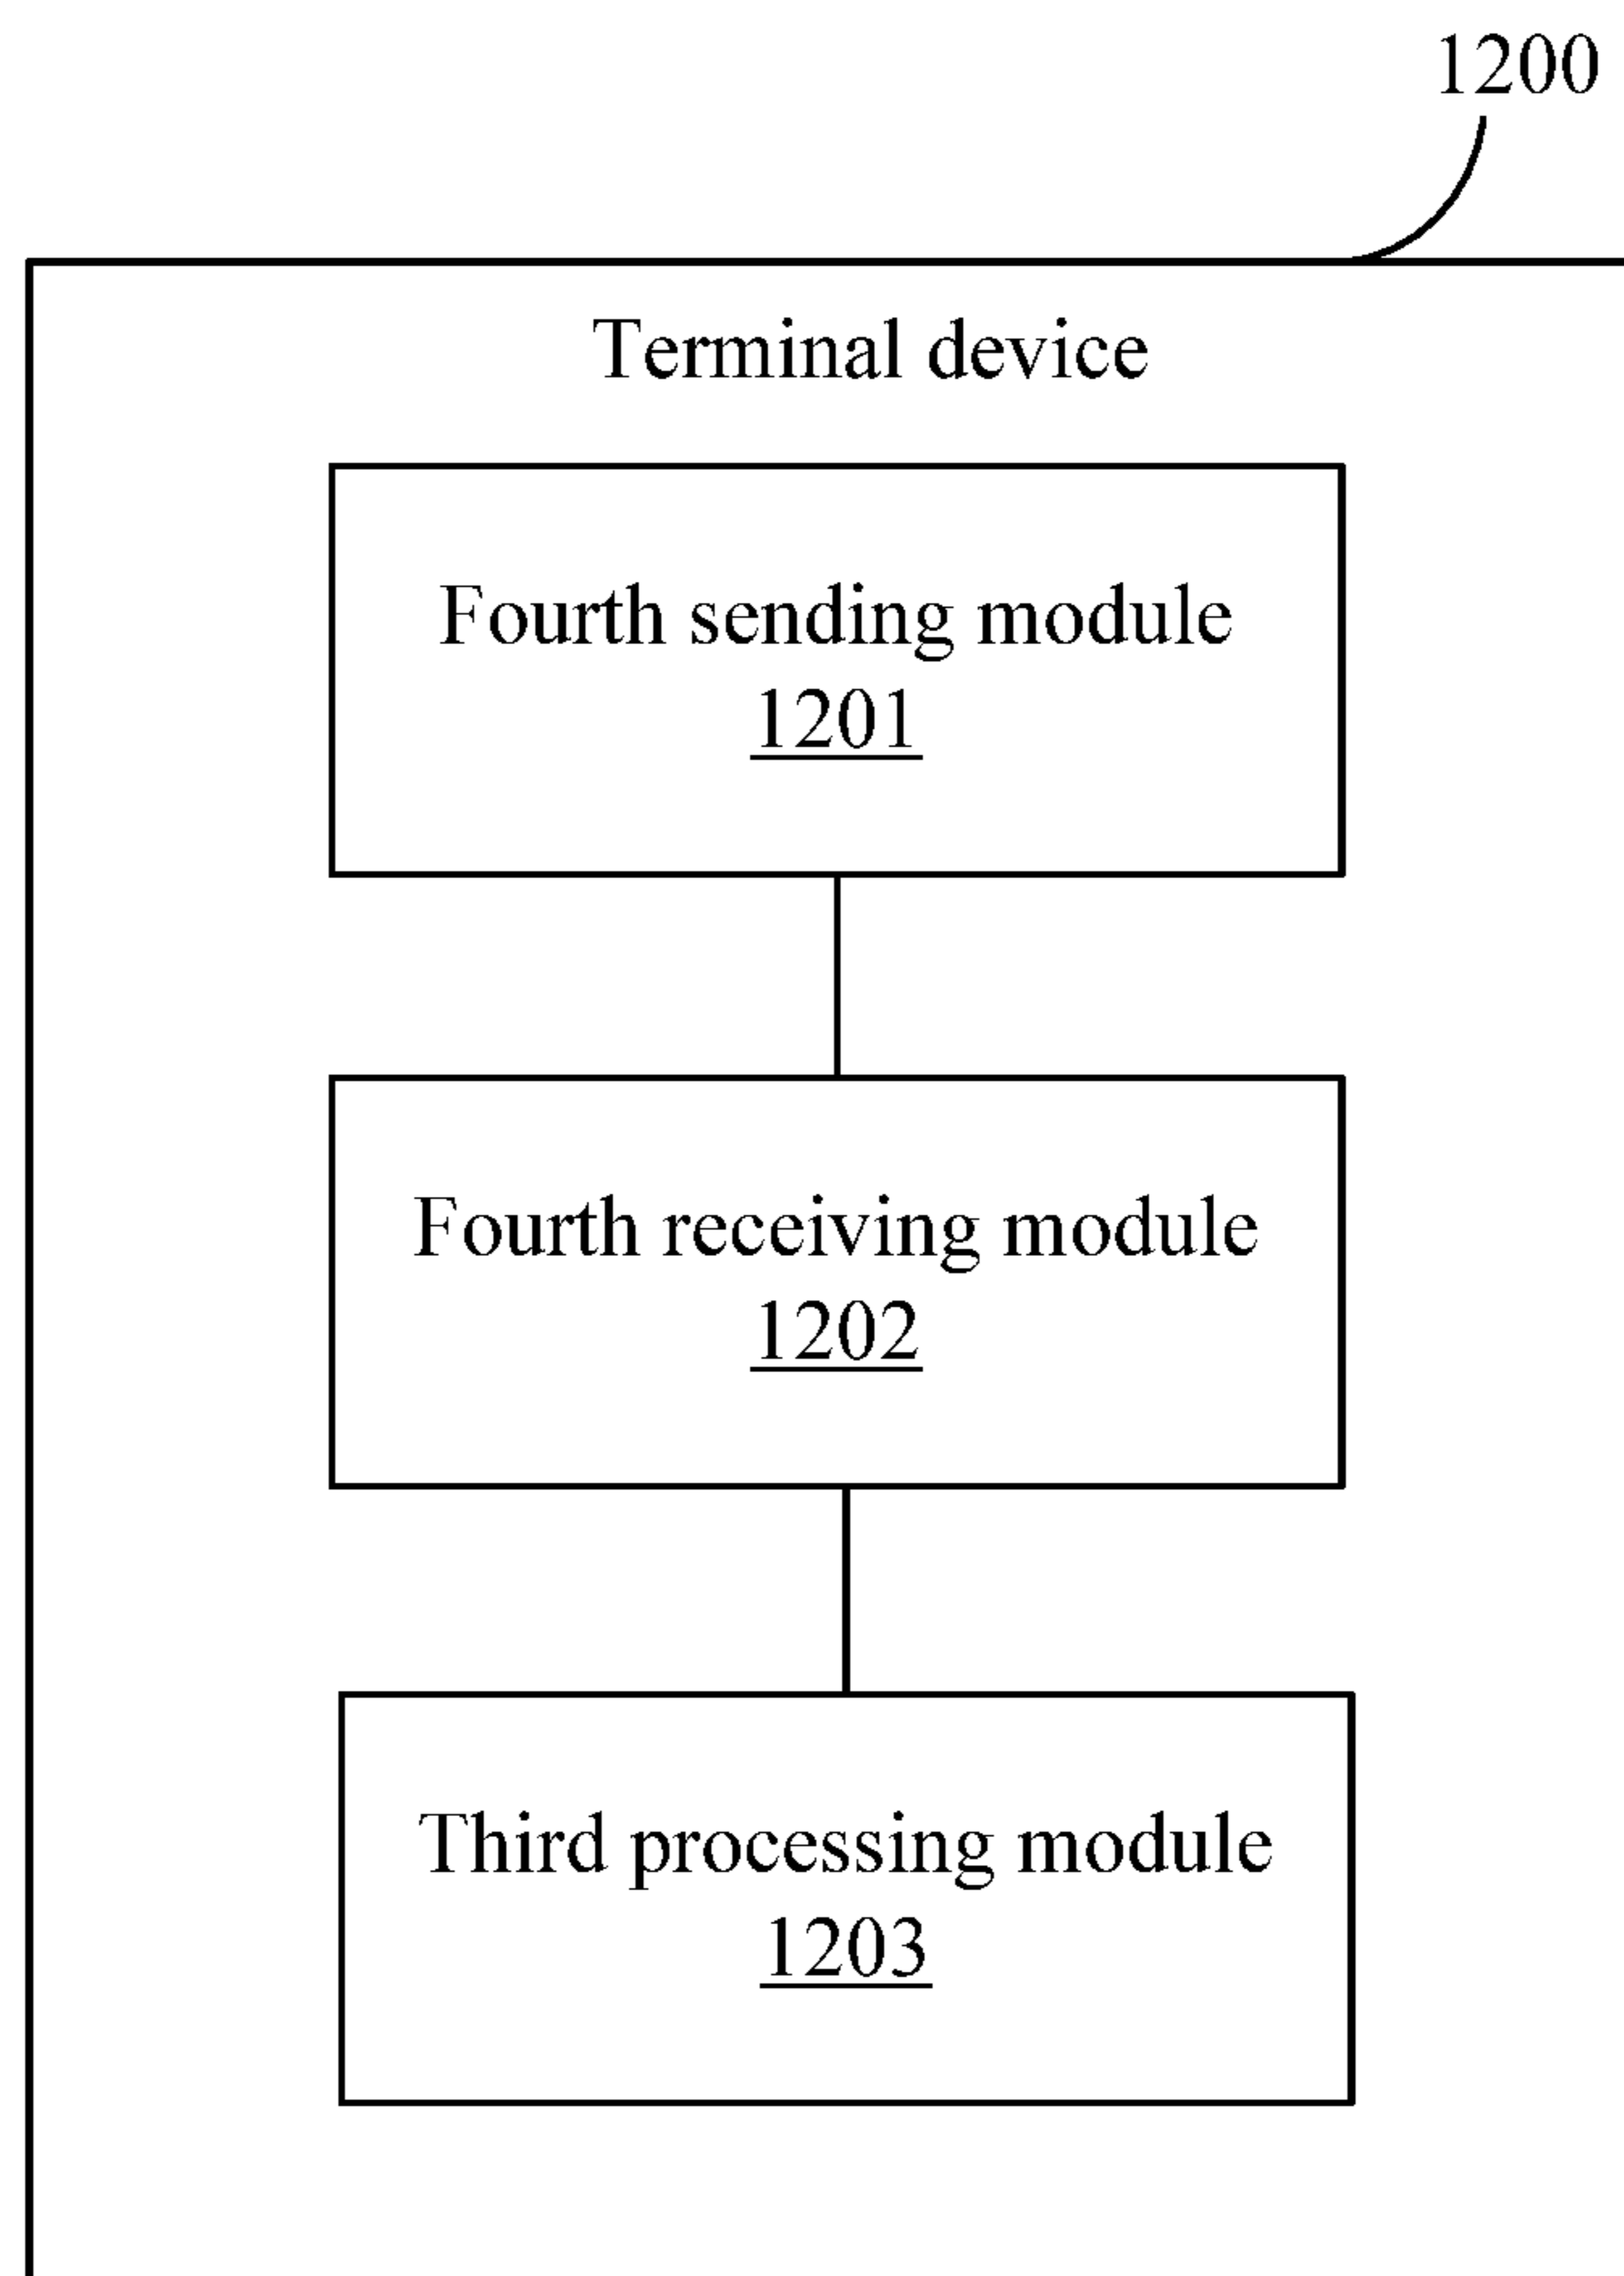 1200
Terminal device
Fourth sending module
1201
Fourth receiving module
1202
Third processing module
1203